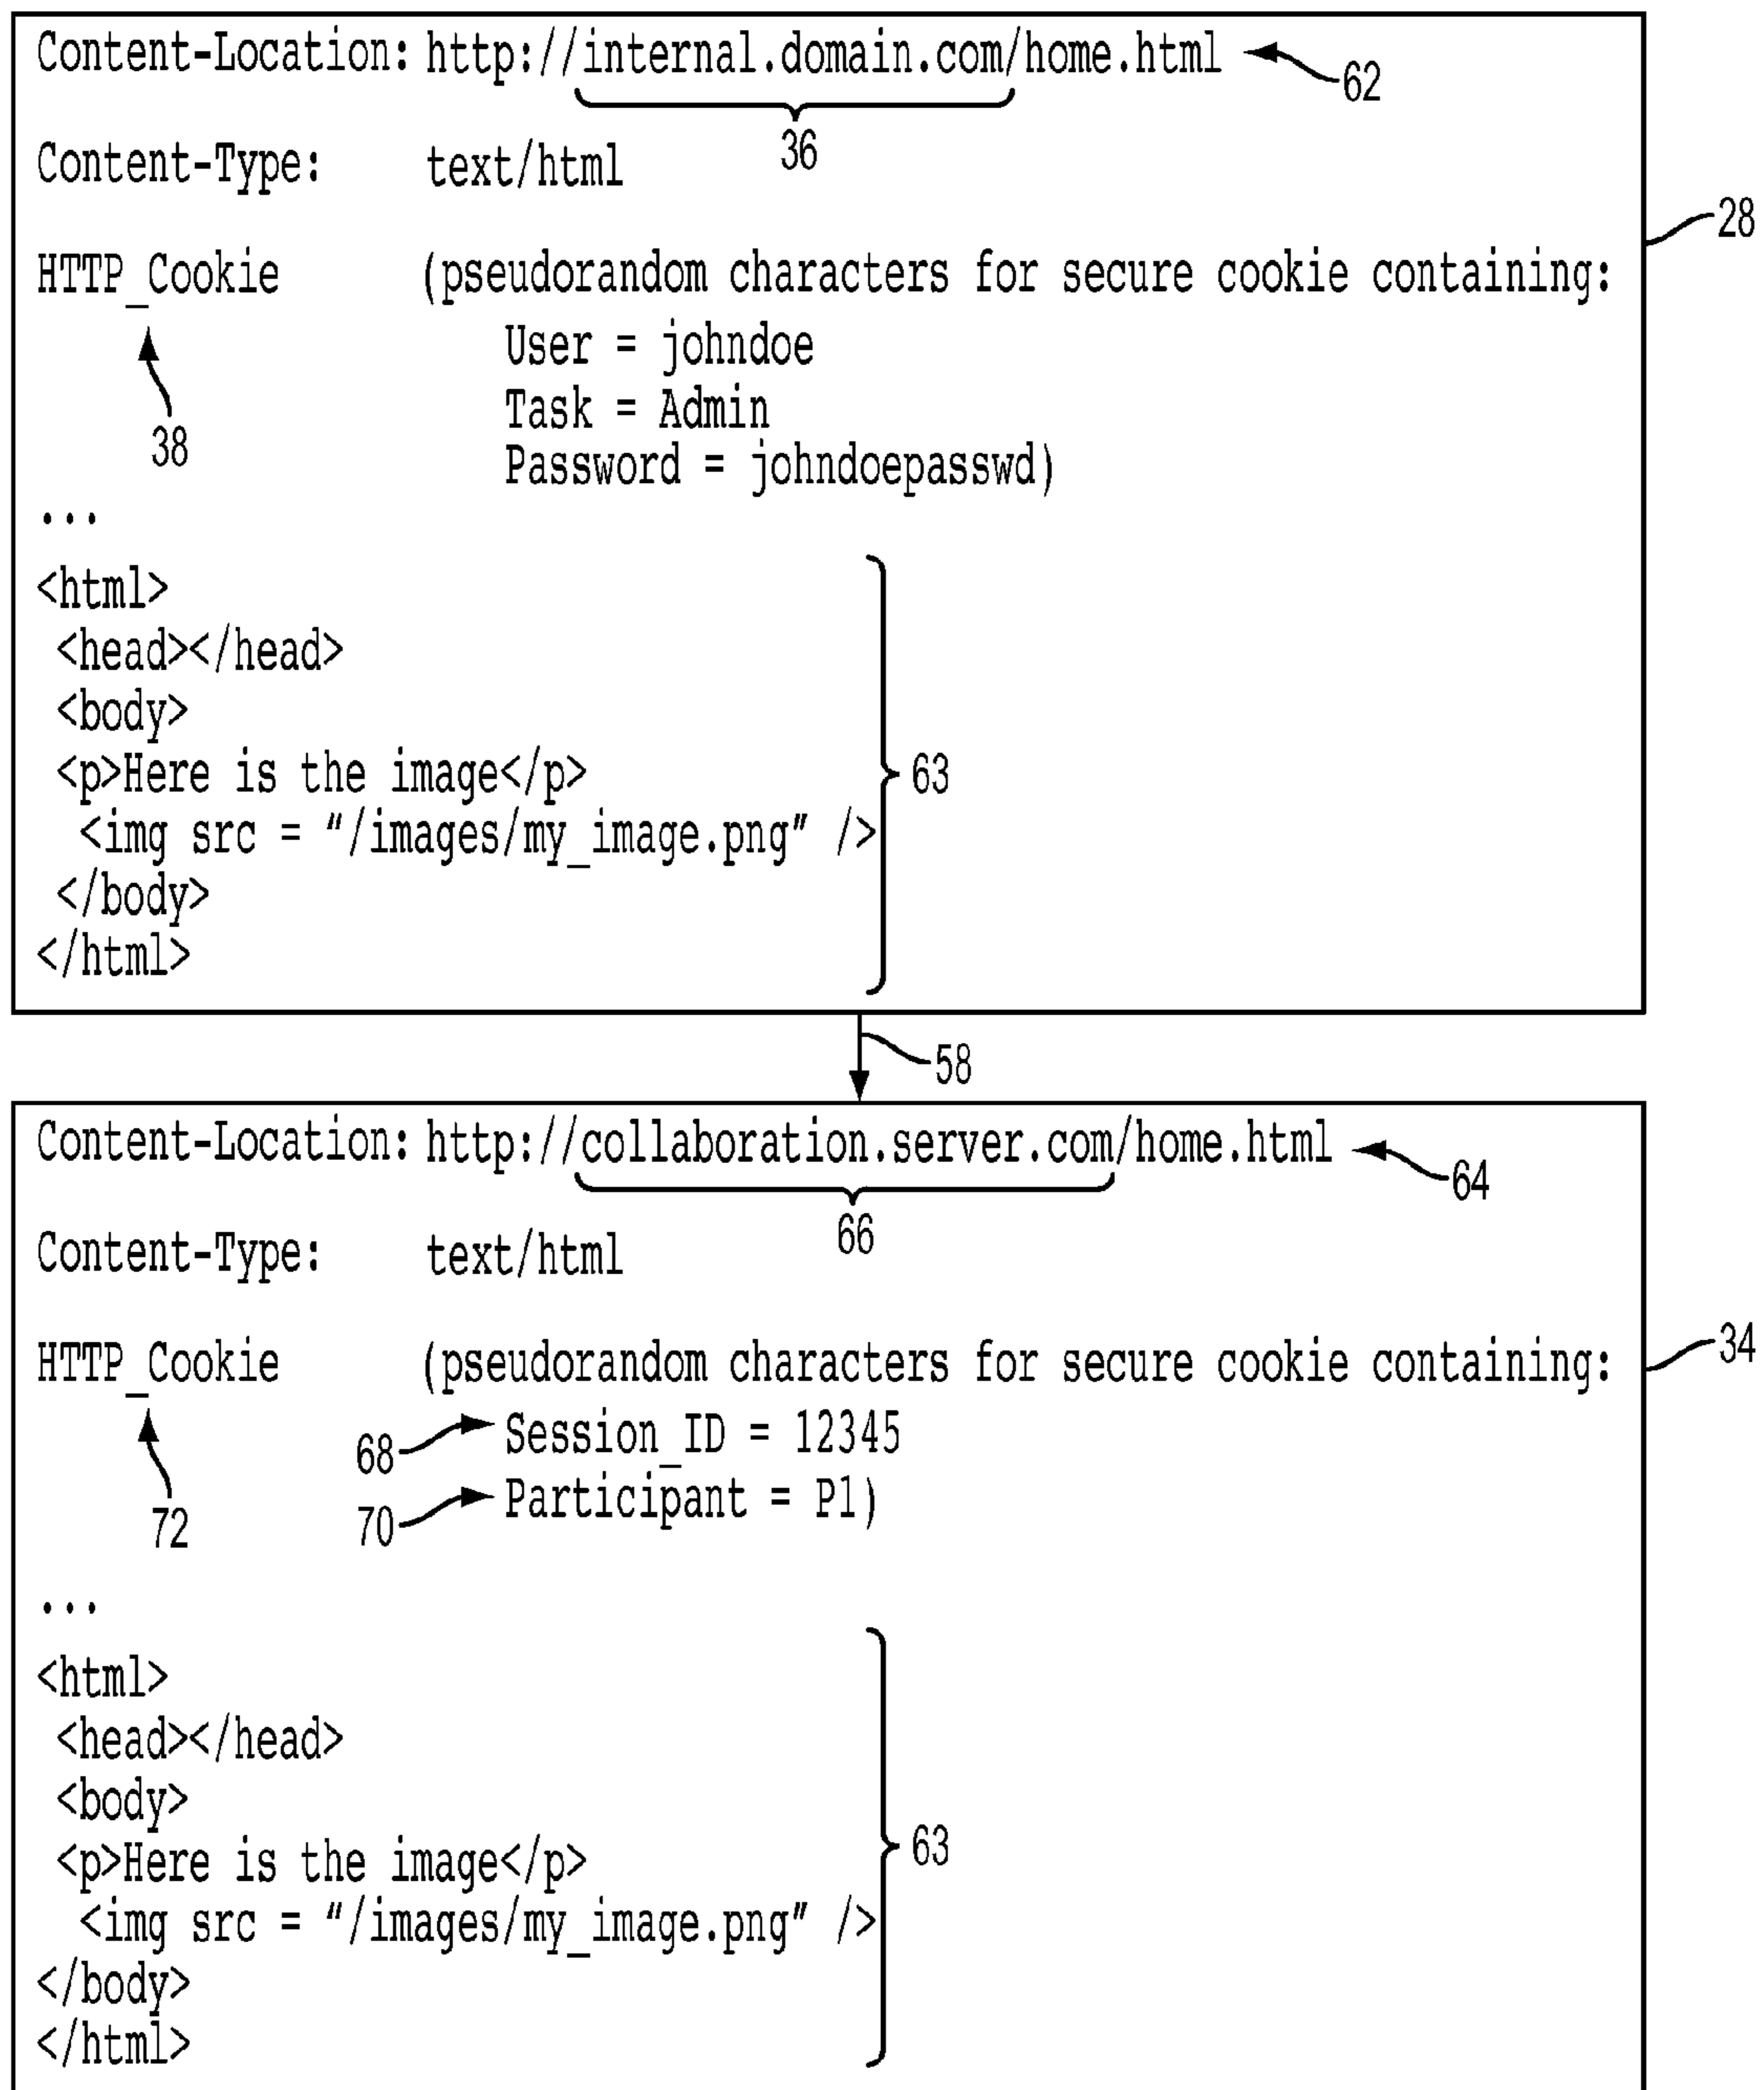 Content-Location: http://internal.domain.com/home.html 62
36
Content-Type: text/html
28
HTTP_Cookie (pseudorandom characters for secure cookie containing:
User = johndoe
Task = Admin
38
Password = johndoepasswd)
...
<html>
<head></head>
<body>
<p>Here is the image</p> 63
<img src = "/images/my_image.png" />
</body>
</html>
58
Content-Location: http://collaboration.server.com/home.html 64
66
Content-Type: text/html
34
HTTP_Cookie (pseudorandom characters for secure cookie containing:
68 Session_ID = 12345
72 70 Participant = P1)
...
<html>
<head></head>
<body>
<p>Here is the image</p> 63
<img src = "/images/my_image.png" />
</body>
</html>